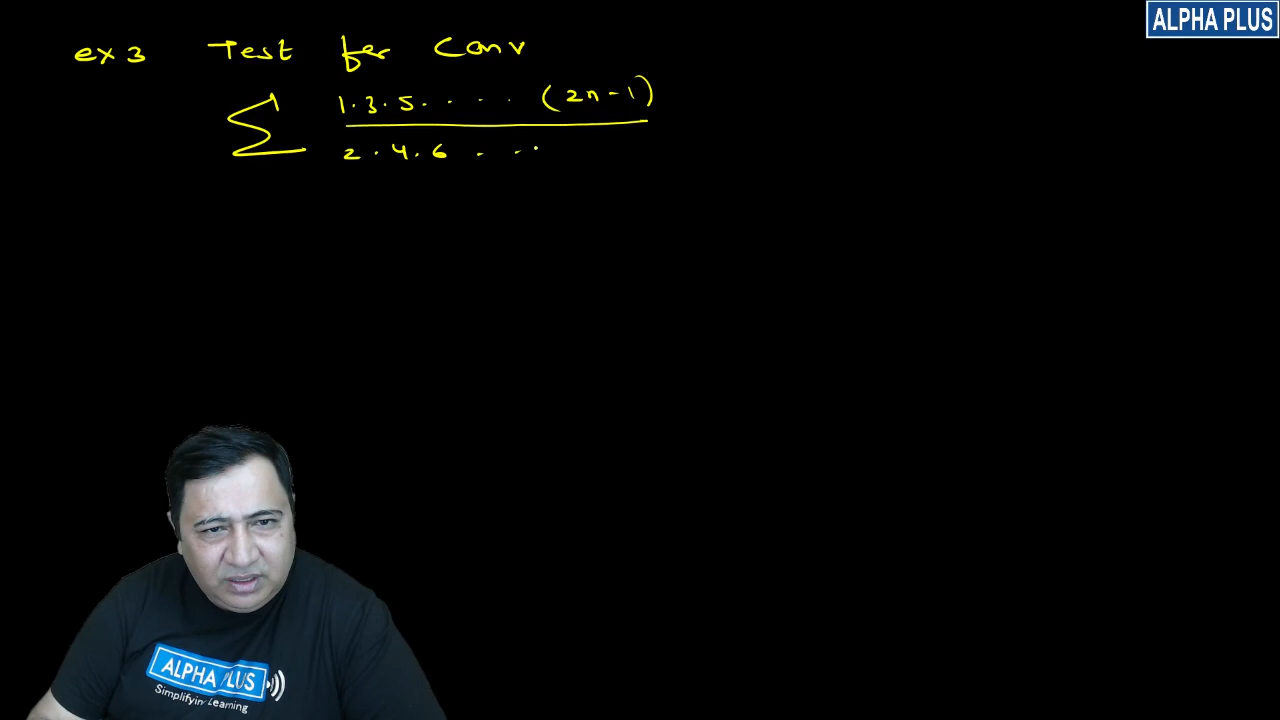 ALPHA PLUS
ex 3 Test for Conv
∑ 1.3.5. . . . . (2n-1)
2 . 4 . 6 . . . .
ALPHA PLUS
Simplifying Learning